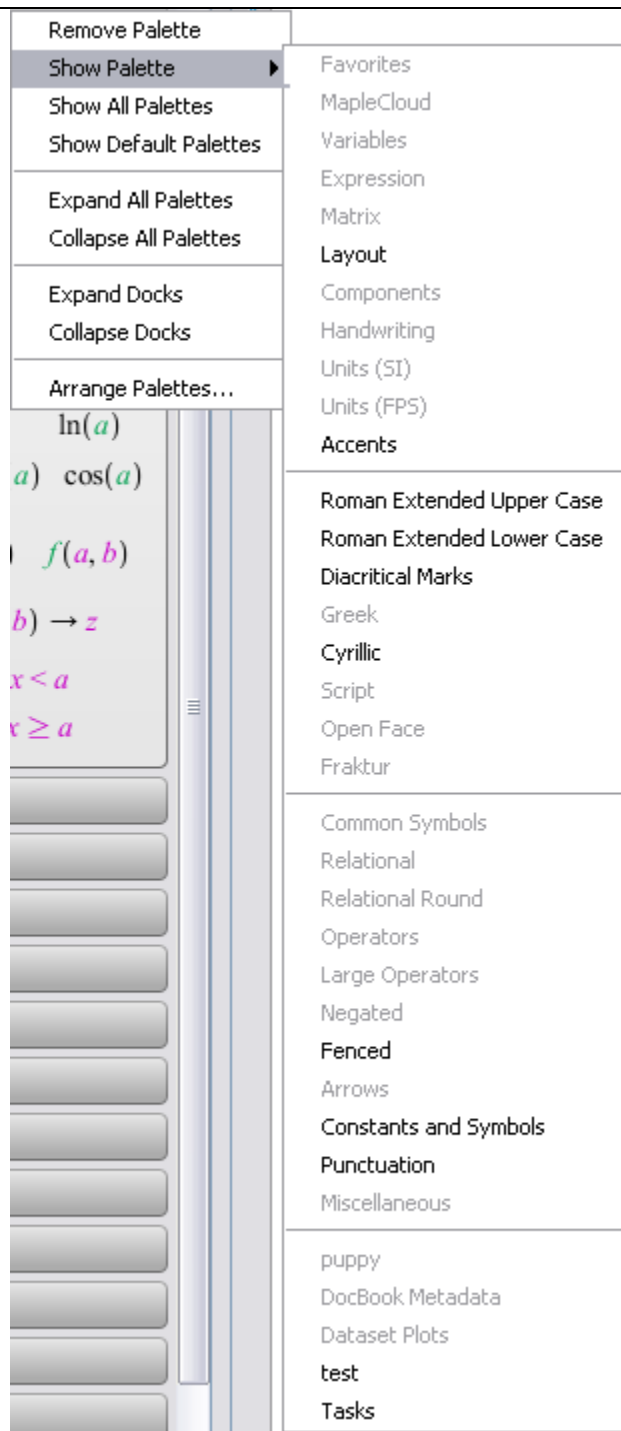 Remove Palette
Show Palette
Show All Palettes
Show Default Palettes
Expand All Palettes
Collapse All Palettes
Expand Docks
Collapse Docks
Arrange Palettes...
ln(a)
a) cos(a)
) f(a, b)
b) → z
x < a
x ≥ a
Favorites
MapleCloud
Variables
Expression
Matrix
Layout
Components
Handwriting
Units (SI)
Units (FPS)
Accents
Roman Extended Upper Case
Roman Extended Lower Case
Diacritical Marks
Greek
Cyrillic
Script
Open Face
Fraktur
Common Symbols
Relational
Relational Round
Operators
Large Operators
Negated
Fenced
Arrows
Constants and Symbols
Punctuation
Miscellaneous
puppy
DocBook Metadata
Dataset Plots
test
Tasks